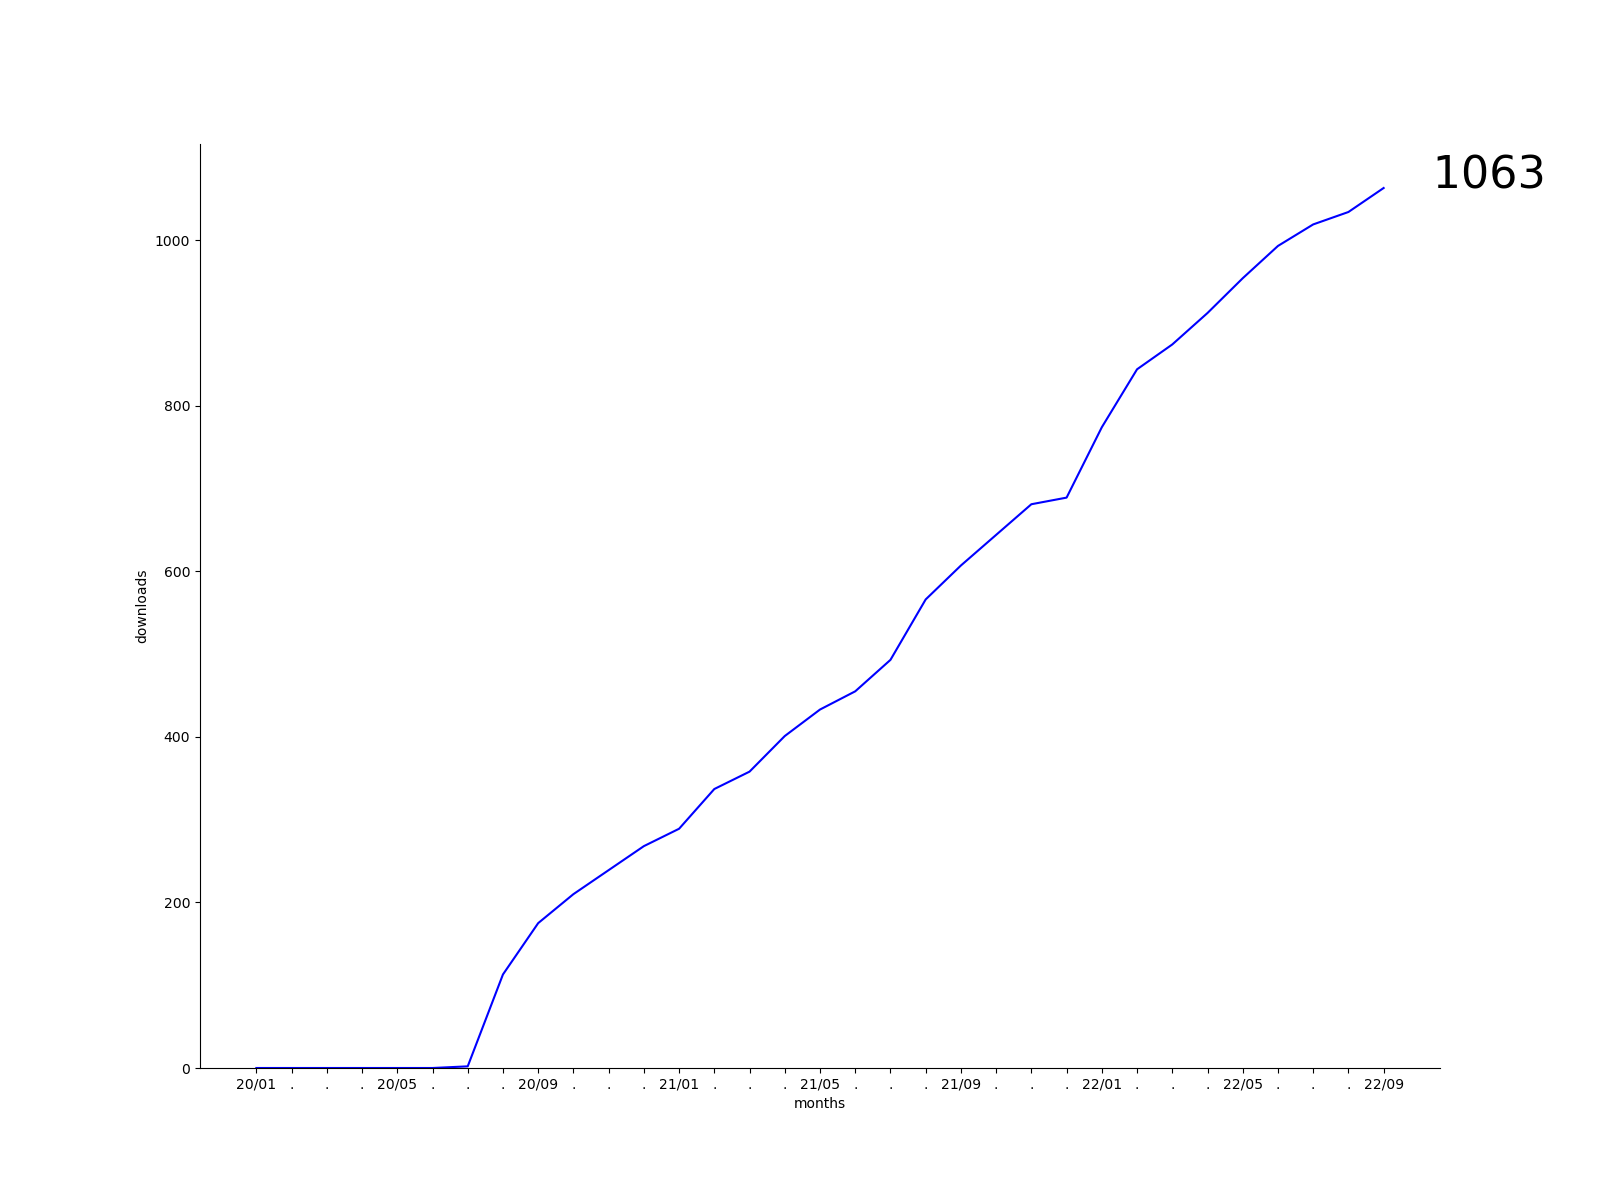 1063
1000
800
600
400
200
0
downloads
20/01 . . . 20/05 . . . 20/09 . . . 21/01 . . . 21/05 . . . 21/09 . . . 22/01 . . . 22/05 . . . 22/09
months